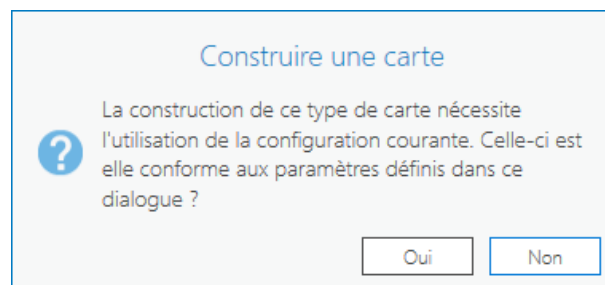 Construire une carte
La construction de ce type de carte nécessite
l'utilisation de la configuration courante. Celle-ci est
elle conforme aux paramètres définis dans ce
dialogue ?
Oui
Non